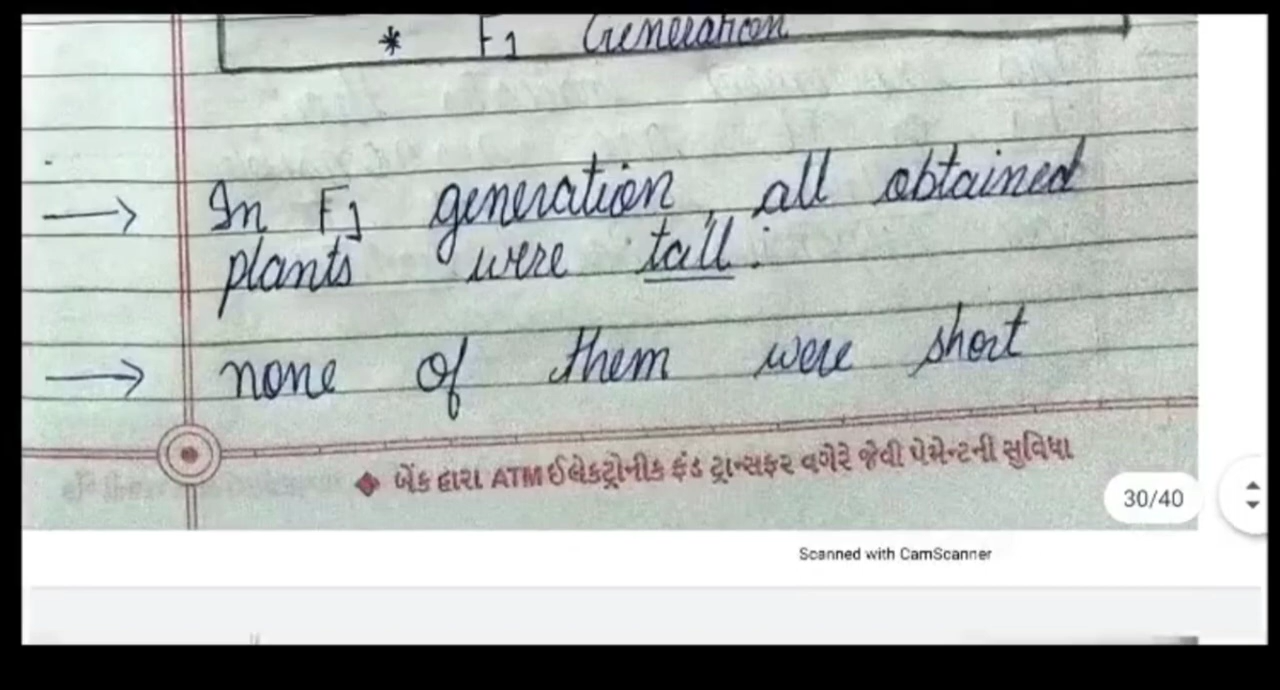 * F1 Generation
→ In F1 generation, all obtained
plants were tall.
→ none of them were short
◆ બેંક દ્વારા ATM ઈલેકટ્રોનીક ફંડ ટ્રાન્સફર વગેરે જેવી પેમેન્ટની સુવિધા
30/40
Scanned with CamScanner